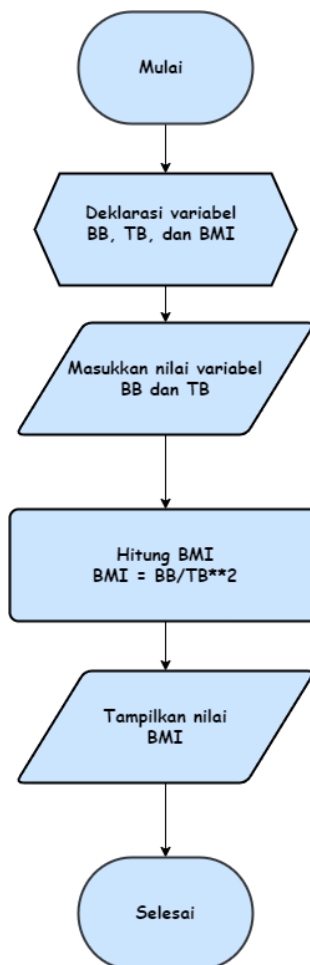 Mulai
Deklarasi variabel
BB, TB, dan BMI
Masukkan nilai variabel
BB dan TB
Hitung BMI
BMI = BB/TB**2
Tampilkan nilai
BMI
Selesai